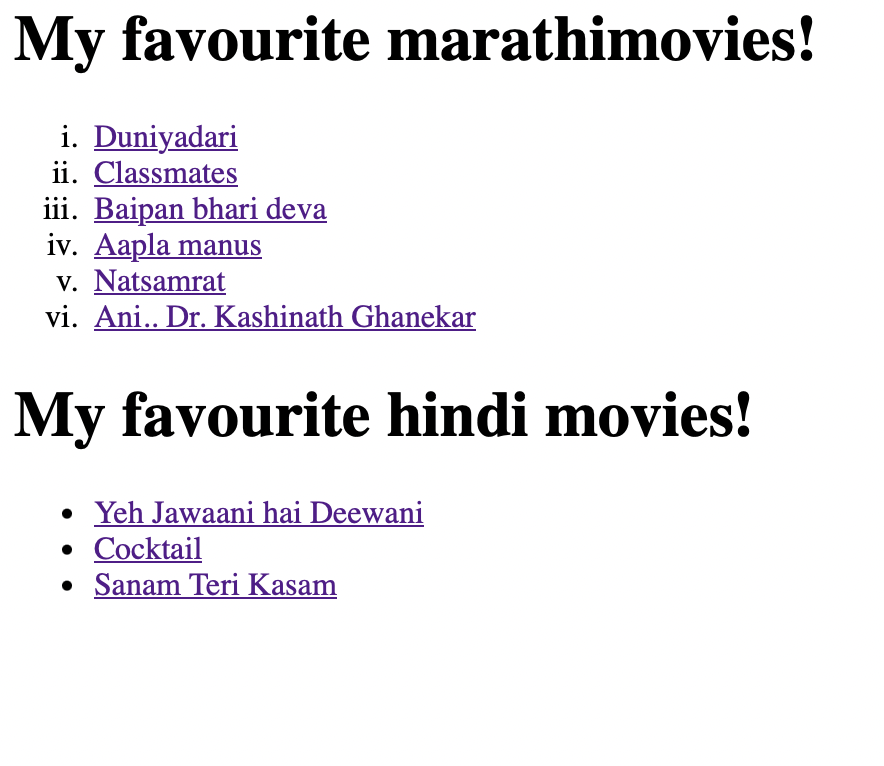 My favourite marathimovies!
i. Duniyadari
ii. Classmates
iii. Baipan bhari deva
iv. Aapla manus
v. Natsamrat
vi. Ani.. Dr. Kashinath Ghanekar
My favourite hindi movies!
• Yeh Jawaani hai Deewani
• Cocktail
• Sanam Teri Kasam